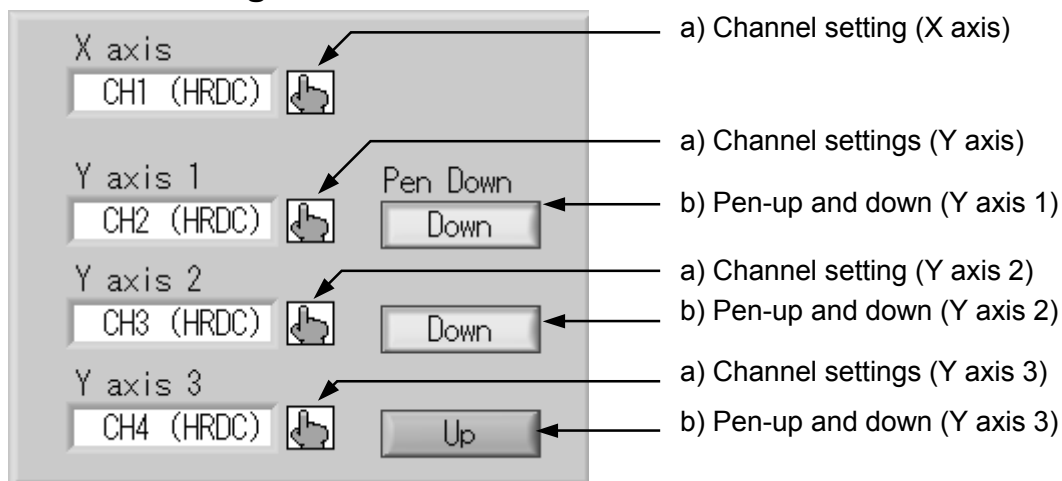 X axis
CH1 (HRDC)
a) Channel setting (X axis)
Y axis 1
CH2 (HRDC)
Pen Down
Down
a) Channel settings (Y axis)
b) Pen-up and down (Y axis 1)
Y axis 2
CH3 (HRDC)
Down
a) Channel setting (Y axis 2)
b) Pen-up and down (Y axis 2)
Y axis 3
CH4 (HRDC)
Up
a) Channel settings (Y axis 3)
b) Pen-up and down (Y axis 3)